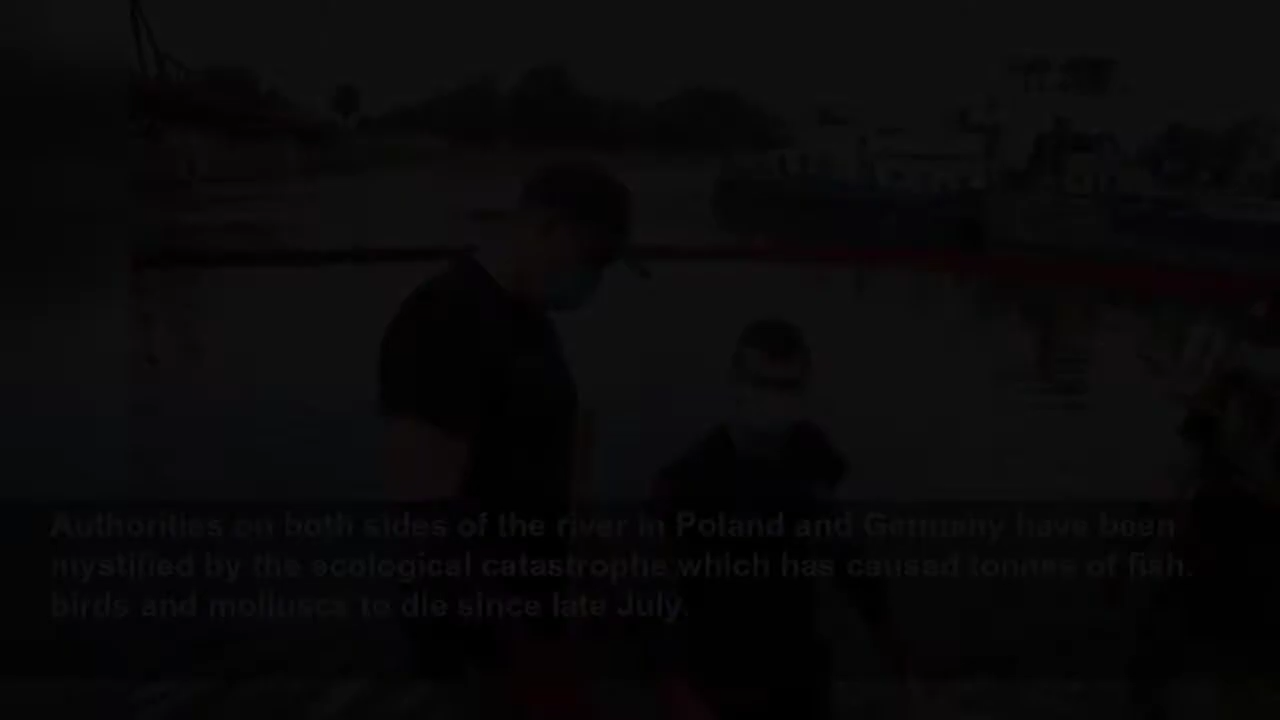 Authorities on both sides of the river in Poland and Germany have been
mystified by the ecological catastrophe which has caused tonnes of fish,
birds and molluscs to die since late July.